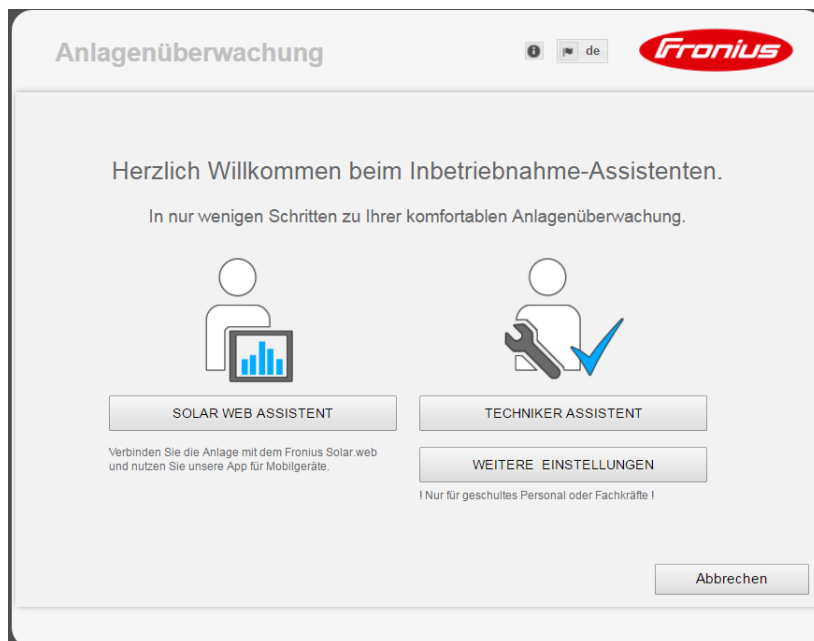 Anlagenüberwachung
de
Fronius
Herzlich Willkommen beim Inbetriebnahme-Assistenten.
In nur wenigen Schritten zu Ihrer komfortablen Anlagenüberwachung.
SOLAR WEB ASSISTENT
Verbinden Sie die Anlage mit dem Fronius Solar.web
und nutzen Sie unsere App für Mobilgeräte.
TECHNIKER ASSISTENT
WEITERE EINSTELLUNGEN
! Nur für geschultes Personal oder Fachkräfte !
Abbrechen